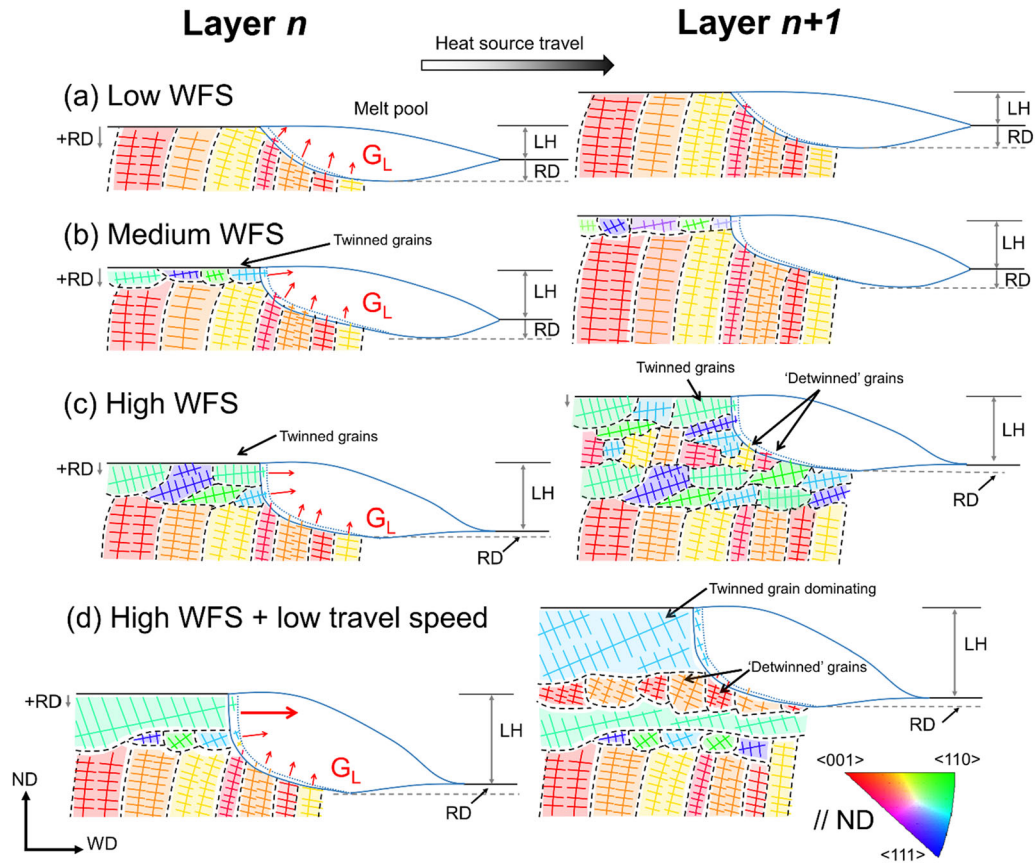 Layer n
Layer n+1
Heat source travel
(a) Low WFS
Melt pool
+RD
LH
RD
G_L
LH
RD
(b) Medium WFS
Twinned grains
+RD
LH
RD
G_L
LH
RD
(c) High WFS
Twinned grains
+RD
LH
G_L
RD
Twinned grains
'Detwinned' grains
LH
RD
(d) High WFS + low travel speed
+RD
LH
G_L
RD
Twinned grain dominating
LH
'Detwinned' grains
RD
ND
WD
<001>
<110>
// ND
<111>